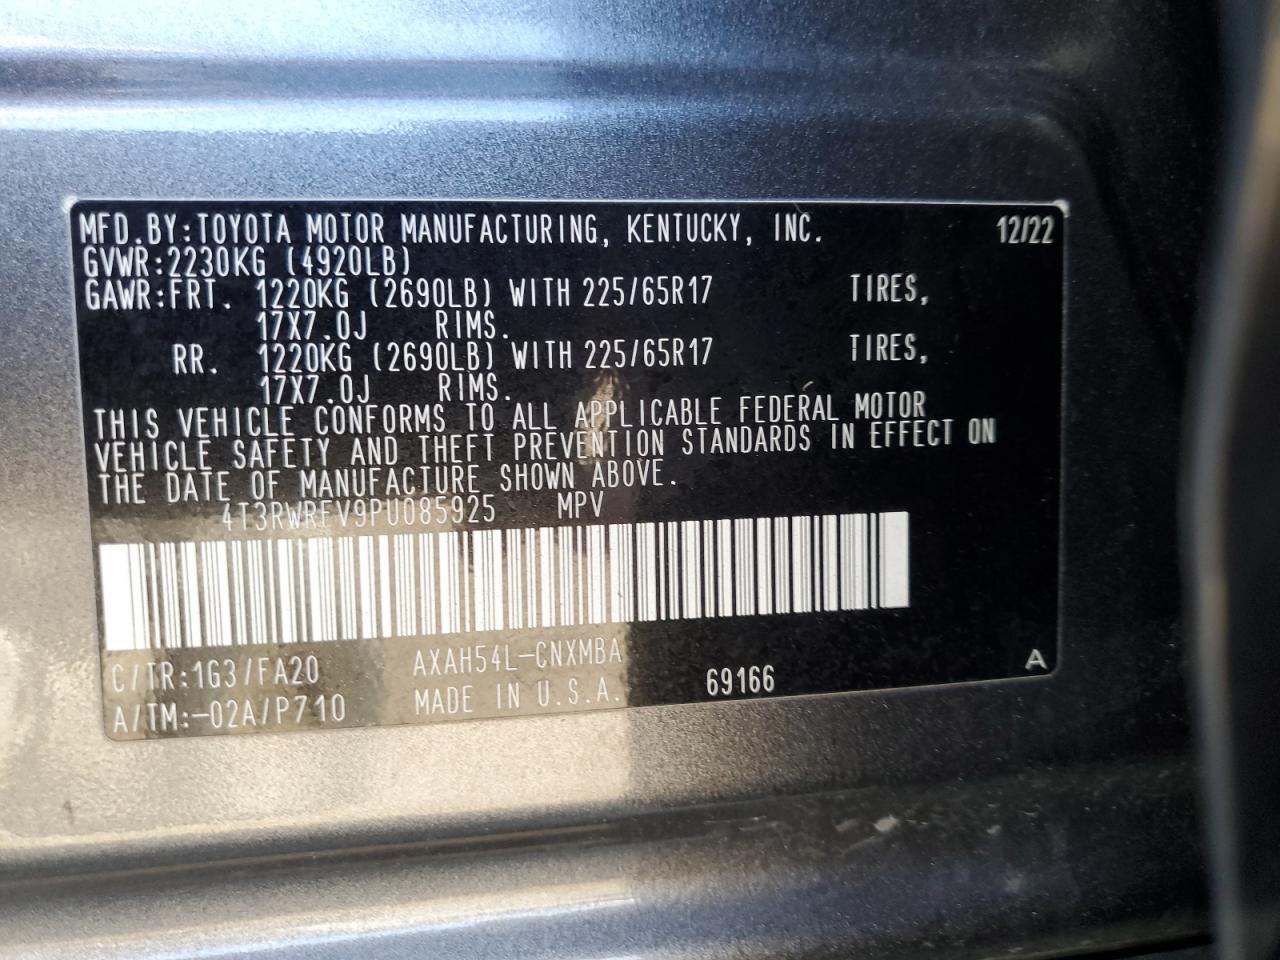 MFD.BY:TOYOTA MOTOR MANUFACTURING, KENTUCKY, INC. 12/22
GVWR:2230KG (4920LB)
GAWR:FRT. 1220KG (2690LB) WITH 225/65R17 TIRES,
17X7.0J RIMS.
RR. 1220KG (2690LB) WITH 225/65R17 TIRES,
17X7.0J RIMS.
THIS VEHICLE CONFORMS TO ALL APPLICABLE FEDERAL MOTOR
VEHICLE SAFETY AND THEFT PREVENTION STANDARDS IN EFFECT ON
THE DATE OF MANUFACTURE SHOWN ABOVE.
4T3RWRFV9PU085925 MPV
C/TR:1G3/FA20 AXAH54L-CNXMBA A
A/TM:-02A/P710 MADE IN U.S.A. 69166